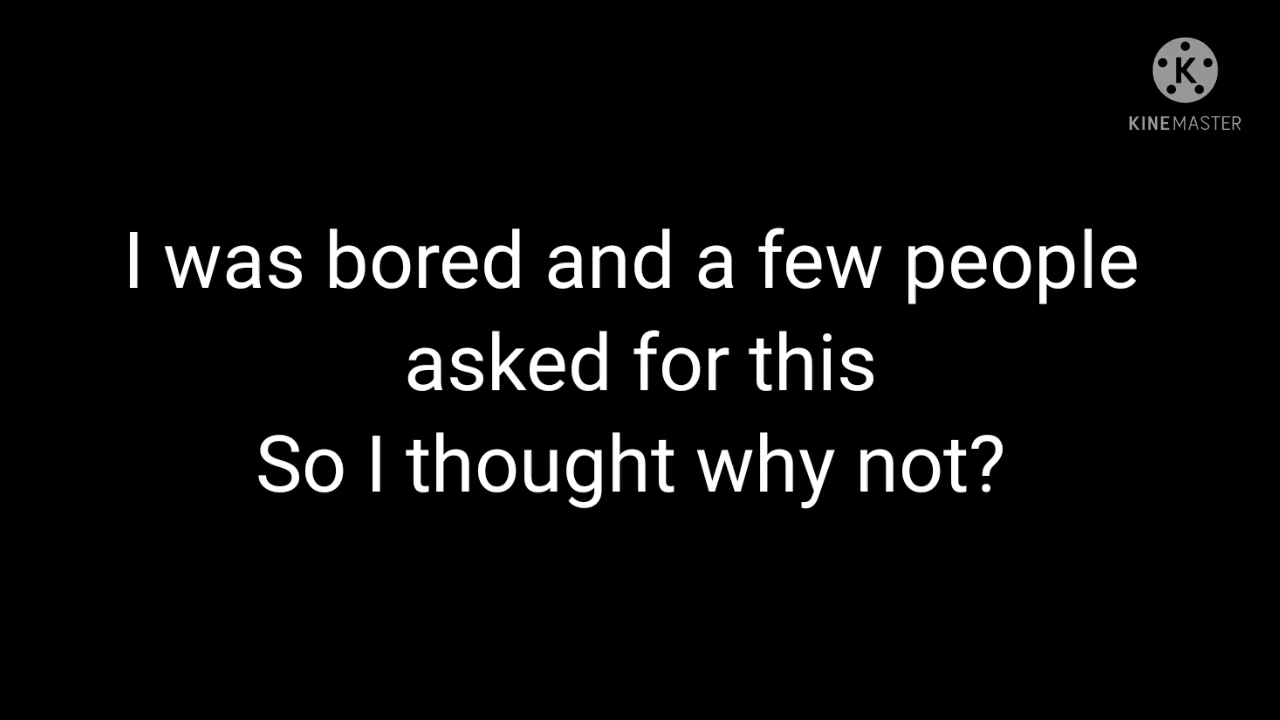 K
KINEMASTER
I was bored and a few people
asked for this
So I thought why not?